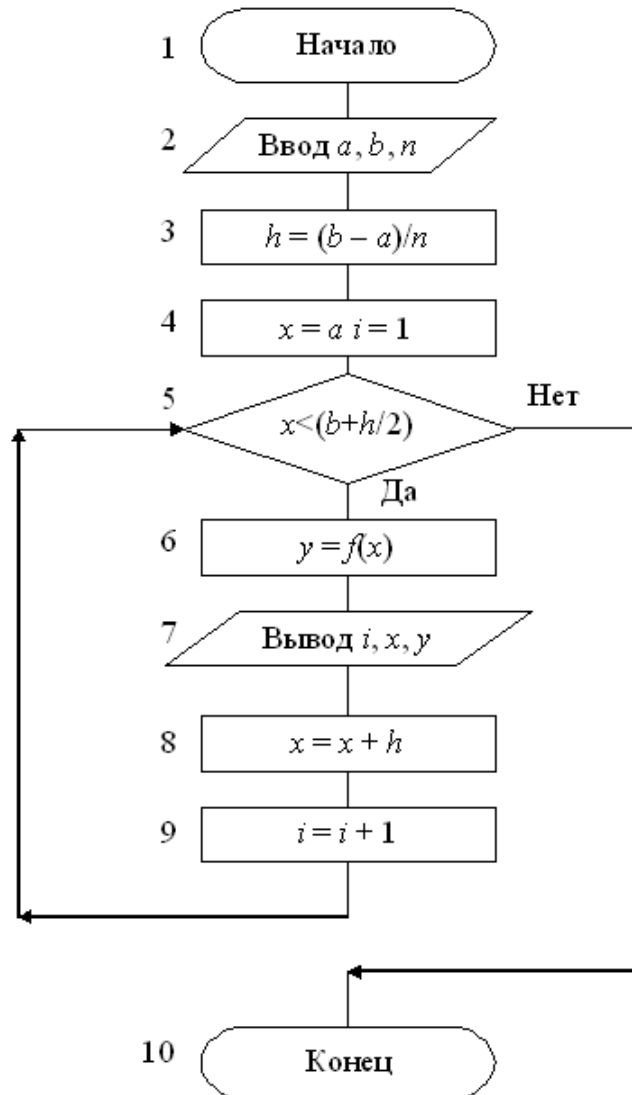 1 Начало
2 Ввод a, b, n
3 h = (b – a)/n
4 x = a i = 1
5 x<(b+h/2) Нет
Да
6 y = f(x)
7 Вывод i, x, y
8 x = x + h
9 i = i + 1
10 Конец